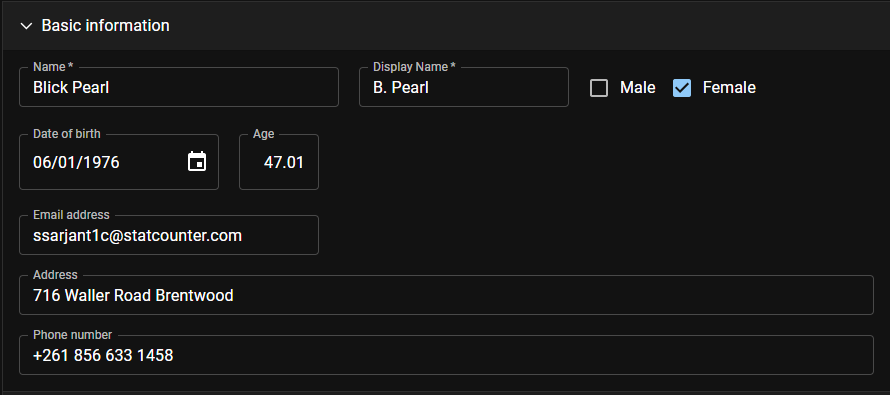 Basic information
Name *
Blick Pearl
Display Name *
B. Pearl
Male
Female
Date of birth
06/01/1976
Age
47.01
Email address
ssarjant1c@statcounter.com
Address
716 Waller Road Brentwood
Phone number
+261 856 633 1458